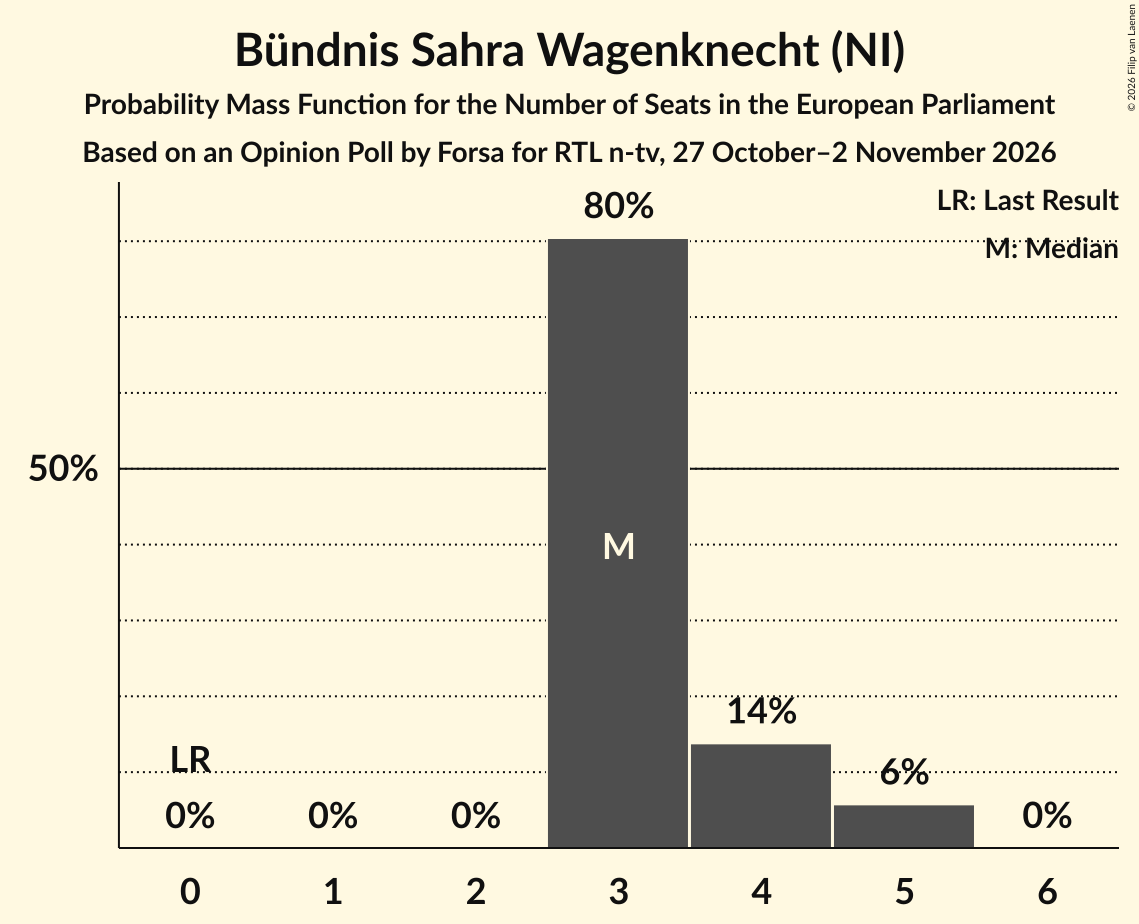 Bündnis Sahra Wagenknecht (NI)
Probability Mass Function for the Number of Seats in the European Parliament
Based on an Opinion Poll by Forsa for RTL n-tv, 27 October–2 November 2026
© 2026 Filip van Laenen
LR: Last Result
M: Median
80%
50%
M
14%
LR
6%
0% 0% 0% 0%
0 1 2 3 4 5 6